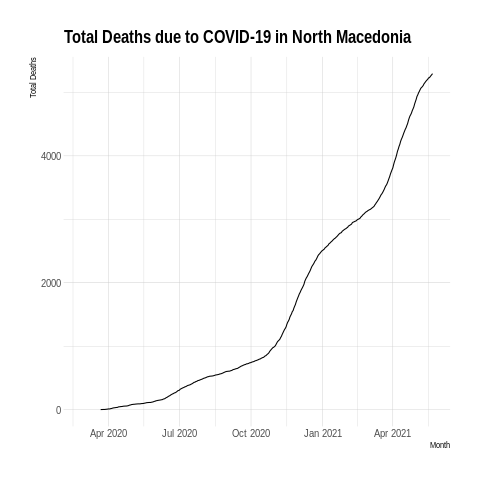 Total Deaths due to COVID-19 in North Macedonia
Total Deaths
4000
2000
0
Apr 2020 Jul 2020 Oct 2020 Jan 2021 Apr 2021
Month